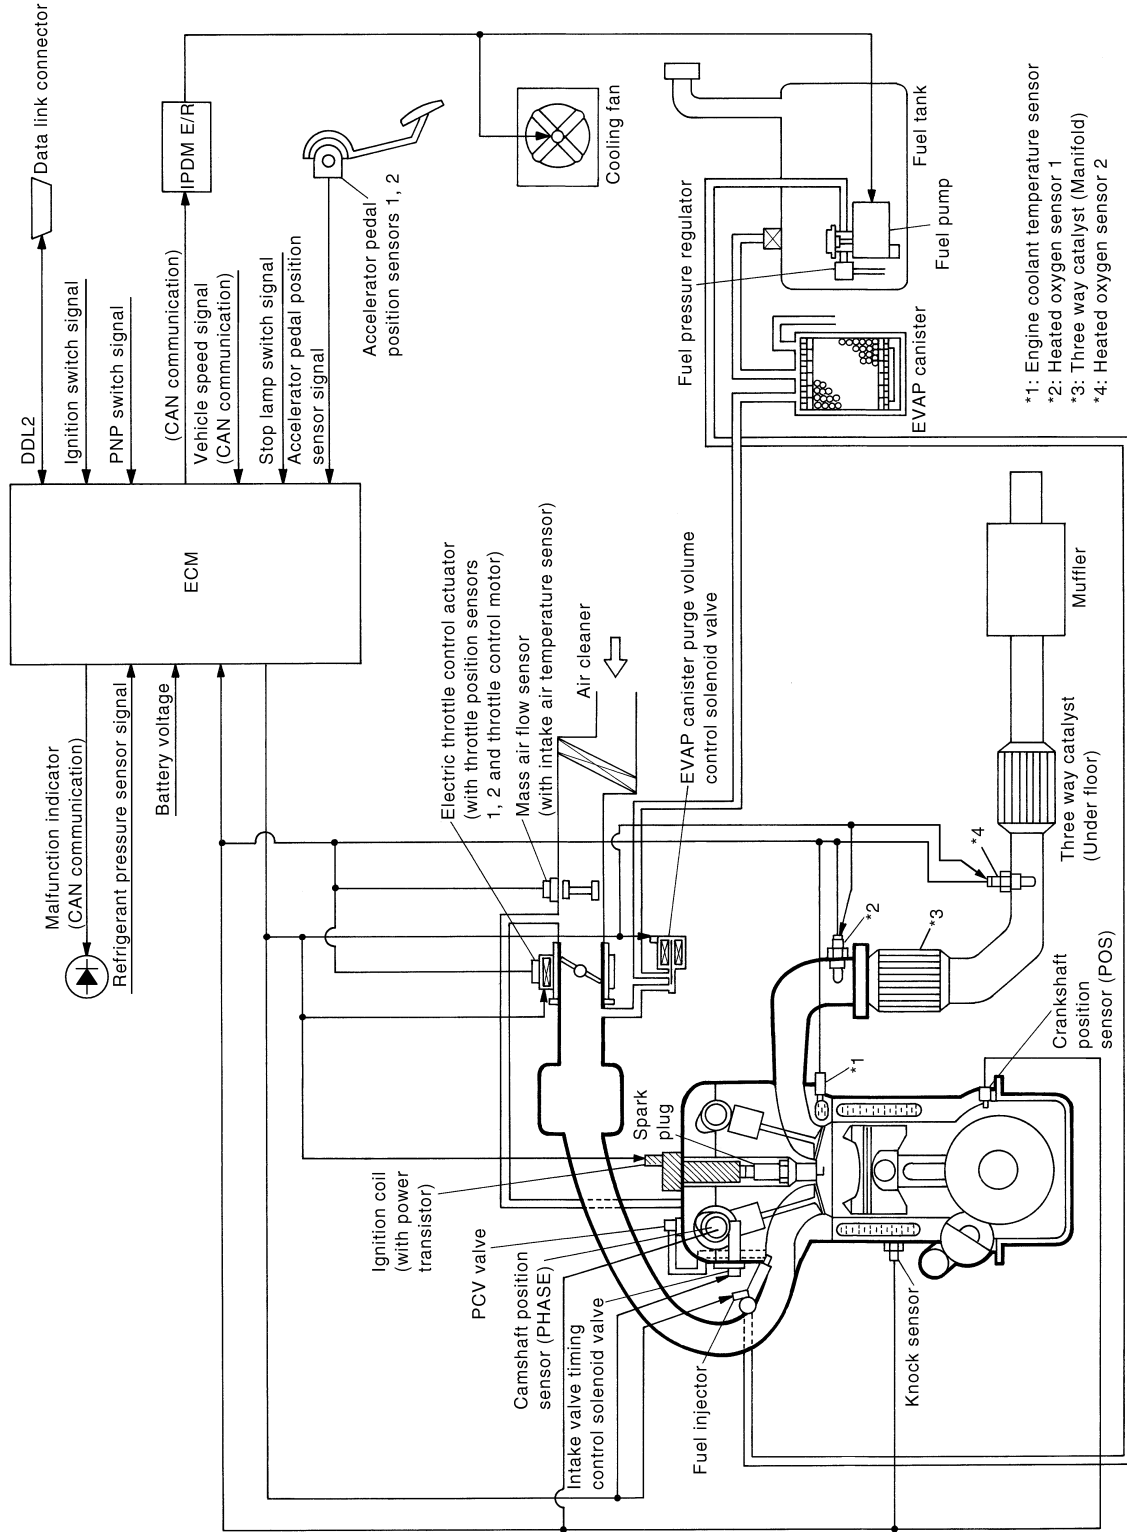 Data link connector
DDL2
Ignition switch signal
PNP switch signal
IPDM E/R
(CAN communication)
Vehicle speed signal
(CAN communication)
Stop lamp switch signal
Accelerator pedal position
sensor signal
Accelerator pedal
position sensors 1, 2
ECM
Malfunction indicator
(CAN communication)
Refrigerant pressure sensor signal
Battery voltage
Cooling fan
Fuel tank
Fuel pump
Fuel pressure regulator
EVAP canister
Electric throttle control actuator
(with throttle position sensors
1, 2 and throttle control motor)
Mass air flow sensor
(with intake air temperature sensor)
Air cleaner
EVAP canister purge volume
control solenoid valve
Ignition coil
(with power
transistor)
Spark
plug
PCV valve
Camshaft position
sensor (PHASE)
Intake valve timing
control solenoid valve
Fuel injector
Knock sensor
*1
*2
*3
*4
Crankshaft
position
sensor (POS)
Three way catalyst
(Under floor)
Muffler
*1: Engine coolant temperature sensor
*2: Heated oxygen sensor 1
*3: Three way catalyst (Manifold)
*4: Heated oxygen sensor 2